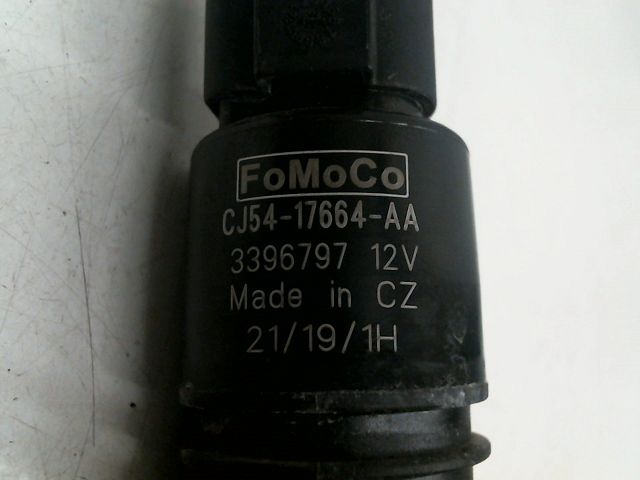 FoMoCo
CJ54-17664-AA
3396797 12V
Made in CZ
21/19/1H